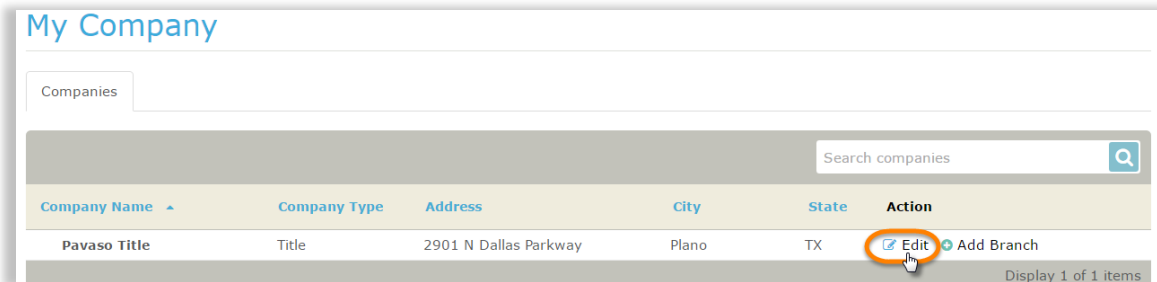 My Company
Companies
Search companies
Company Name Company Type Address City State Action
Pavaso Title Title 2901 N Dallas Parkway Plano TX Edit Add Branch
Display 1 of 1 items